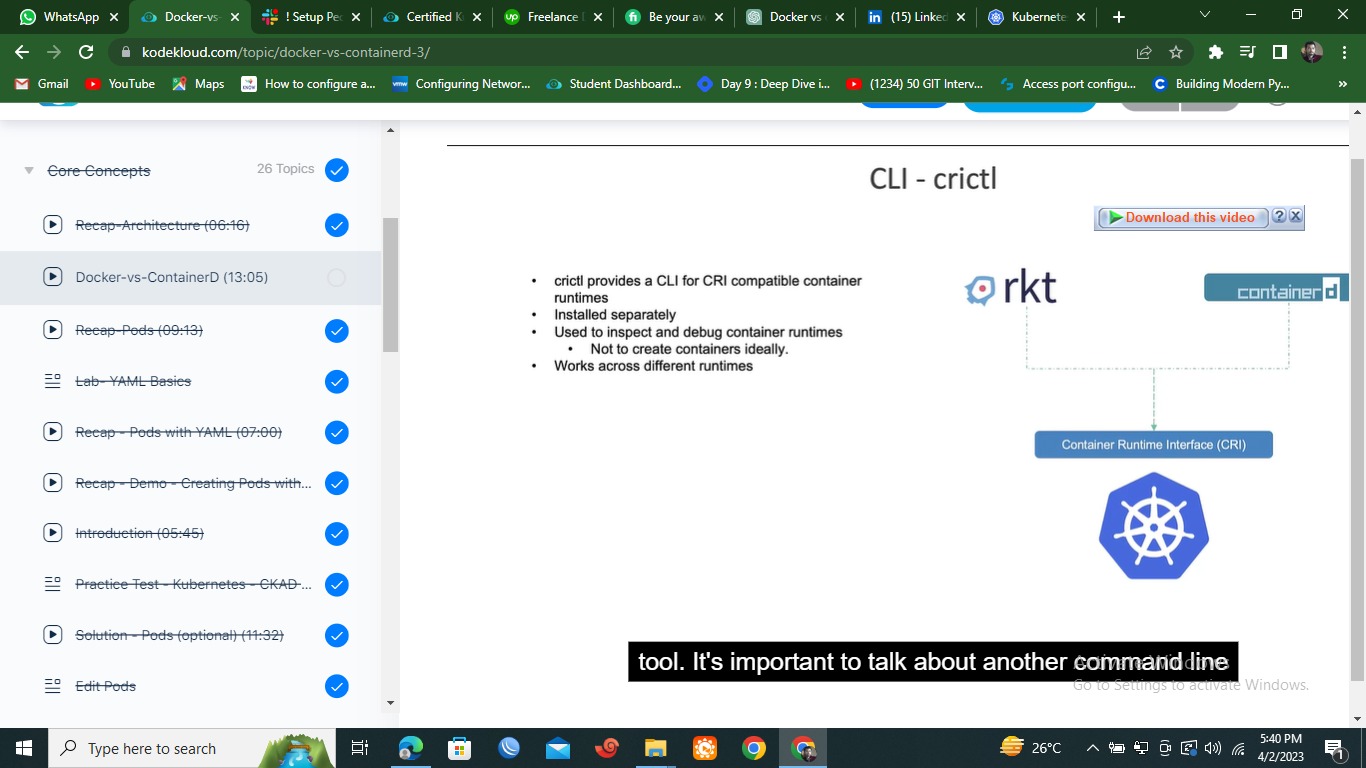 WhatsApp
Docker-vs-
! Setup Pec
Certified K
Freelance
Be your aw
Docker vs
(15) Linked
Kubernete
kodekloud.com/topic/docker-vs-containerd-3/
Gmail
YouTube
Maps
How to configure a...
Configuring Networ...
Student Dashboard...
Day 9 : Deep Dive i...
(1234) 50 GIT Interv...
Access port configu...
Building Modern Py...
»
Core Concepts
26 Topics
Recap-Architecture (06:16)
Docker-vs-ContainerD (13:05)
Recap-Pods (09:13)
Lab- YAML Basics
Recap - Pods with YAML (07:00)
Recap - Demo - Creating Pods with...
Introduction (05:45)
Practice Test - Kubernetes - CKAD ...
Solution - Pods (optional) (11:32)
Edit Pods
CLI - crictl
Download this video
? X
• crictl provides a CLI for CRI compatible container
runtimes
• Installed separately
• Used to inspect and debug container runtimes
• Not to create containers ideally.
• Works across different runtimes
rkt
containerd
Container Runtime Interface (CRI)
tool. It's important to talk about another command line
Activate Windows
Go to Settings to activate Windows.
Type here to search
26°C
5:40 PM
4/2/2023
1